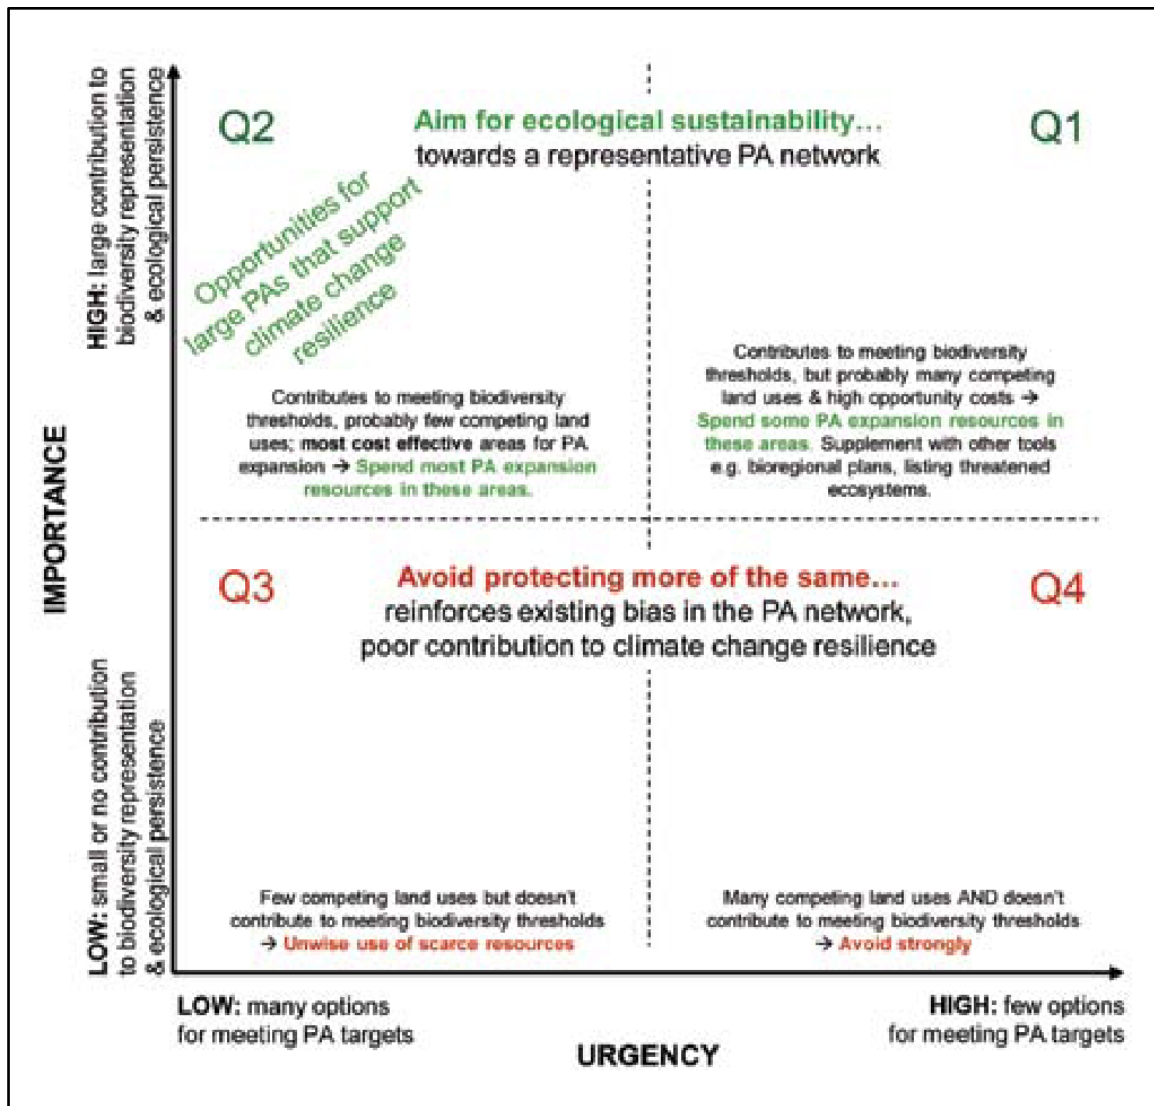 Q2
Aim for ecological sustainability...
towards a representative PA network
Q1
Opportunities for
large PAs that support
climate change
resilience
Contributes to meeting biodiversity
thresholds, probably few competing land
uses; most cost effective areas for PA
expansion → Spend most PA expansion
resources in these areas.
Contributes to meeting biodiversity
thresholds, but probably many competing
land uses & high opportunity costs →
Spend some PA expansion resources in
these areas. Supplement with other tools
e.g. bioregional plans, listing threatened
ecosystems.
Q3
Avoid protecting more of the same...
reinforces existing bias in the PA network,
poor contribution to climate change resilience
Q4
Few competing land uses but doesn't
contribute to meeting biodiversity thresholds
→ Unwise use of scarce resources
Many competing land uses AND doesn't
contribute to meeting biodiversity thresholds
→ Avoid strongly
IMPORTANCE
HIGH: large contribution to
biodiversity representation
& ecological persistence
LOW: small or no contribution
to biodiversity representation
& ecological persistence
LOW: many options
for meeting PA targets
URGENCY
HIGH: few options
for meeting PA targets